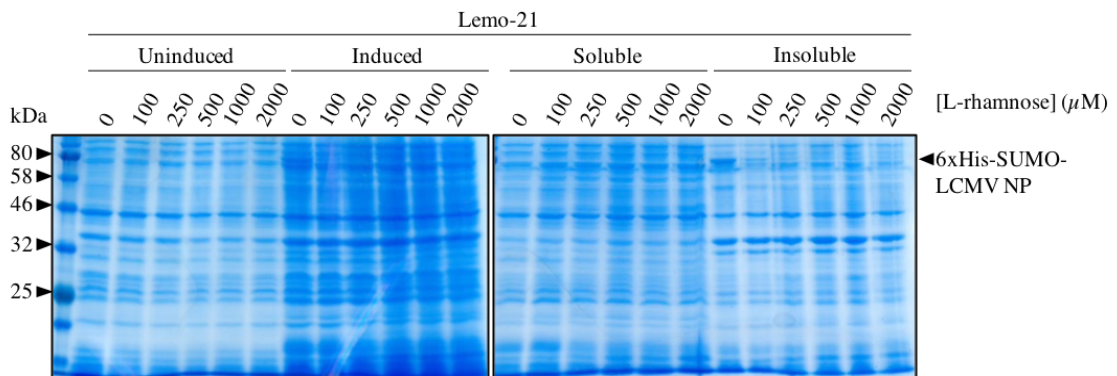 Lemo-21
Uninduced Induced Soluble Insoluble
kDa 0 100 250 500 1000 2000 0 100 250 500 1000 2000 0 100 250 500 1000 2000 0 100 250 500 1000 2000 [L-rhamnose] (µM)
80
58
46
32
25
6xHis-SUMO-
LCMV NP